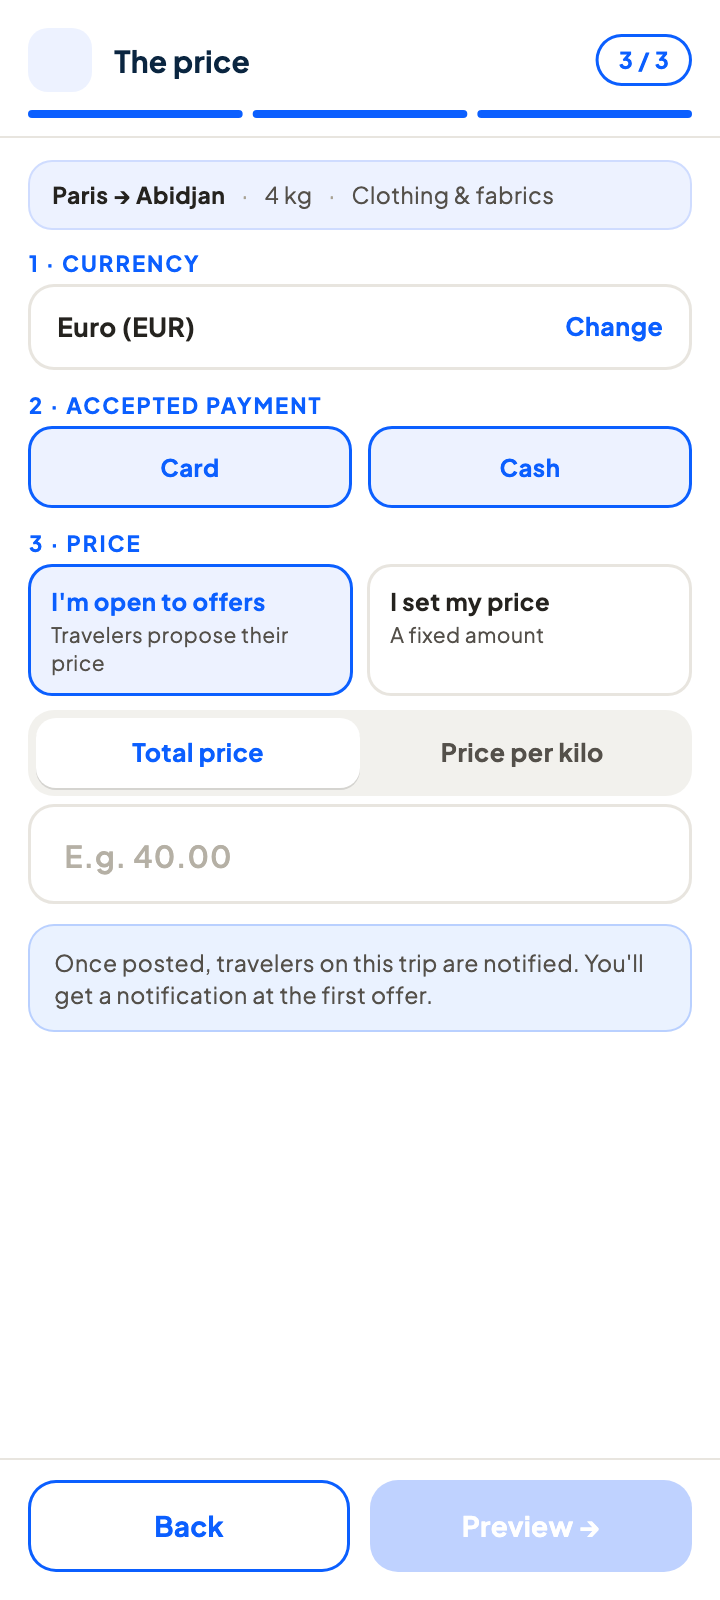 The price
3 / 3
Paris → Abidjan · 4 kg · Clothing & fabrics
1 · CURRENCY
Euro (EUR)
Change
2 · ACCEPTED PAYMENT
Card
Cash
3 · PRICE
I'm open to offers
Travelers propose their
price
I set my price
A fixed amount
Total price
Price per kilo
E.g. 40.00
Once posted, travelers on this trip are notified. You'll
get a notification at the first offer.
Back
Preview →